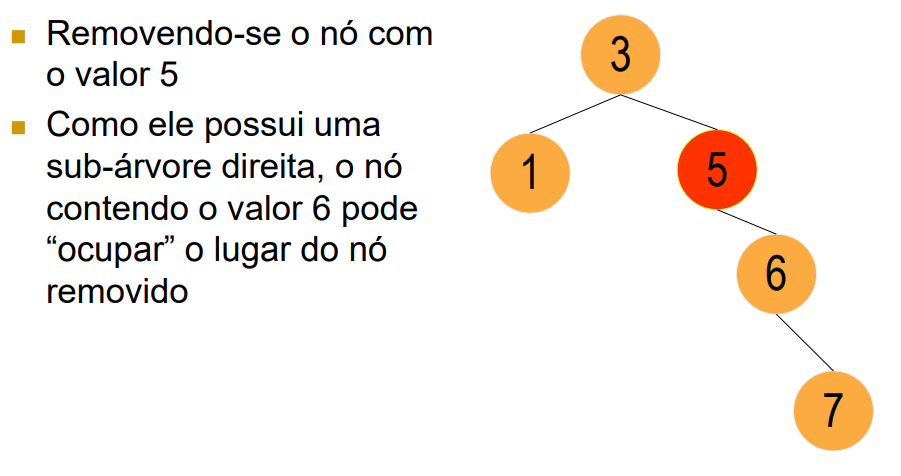 Removendo-se o nó com
o valor 5
Como ele possui uma
sub-árvore direita, o nó
contendo o valor 6 pode
“ocupar” o lugar do nó
removido
3
1
5
6
7